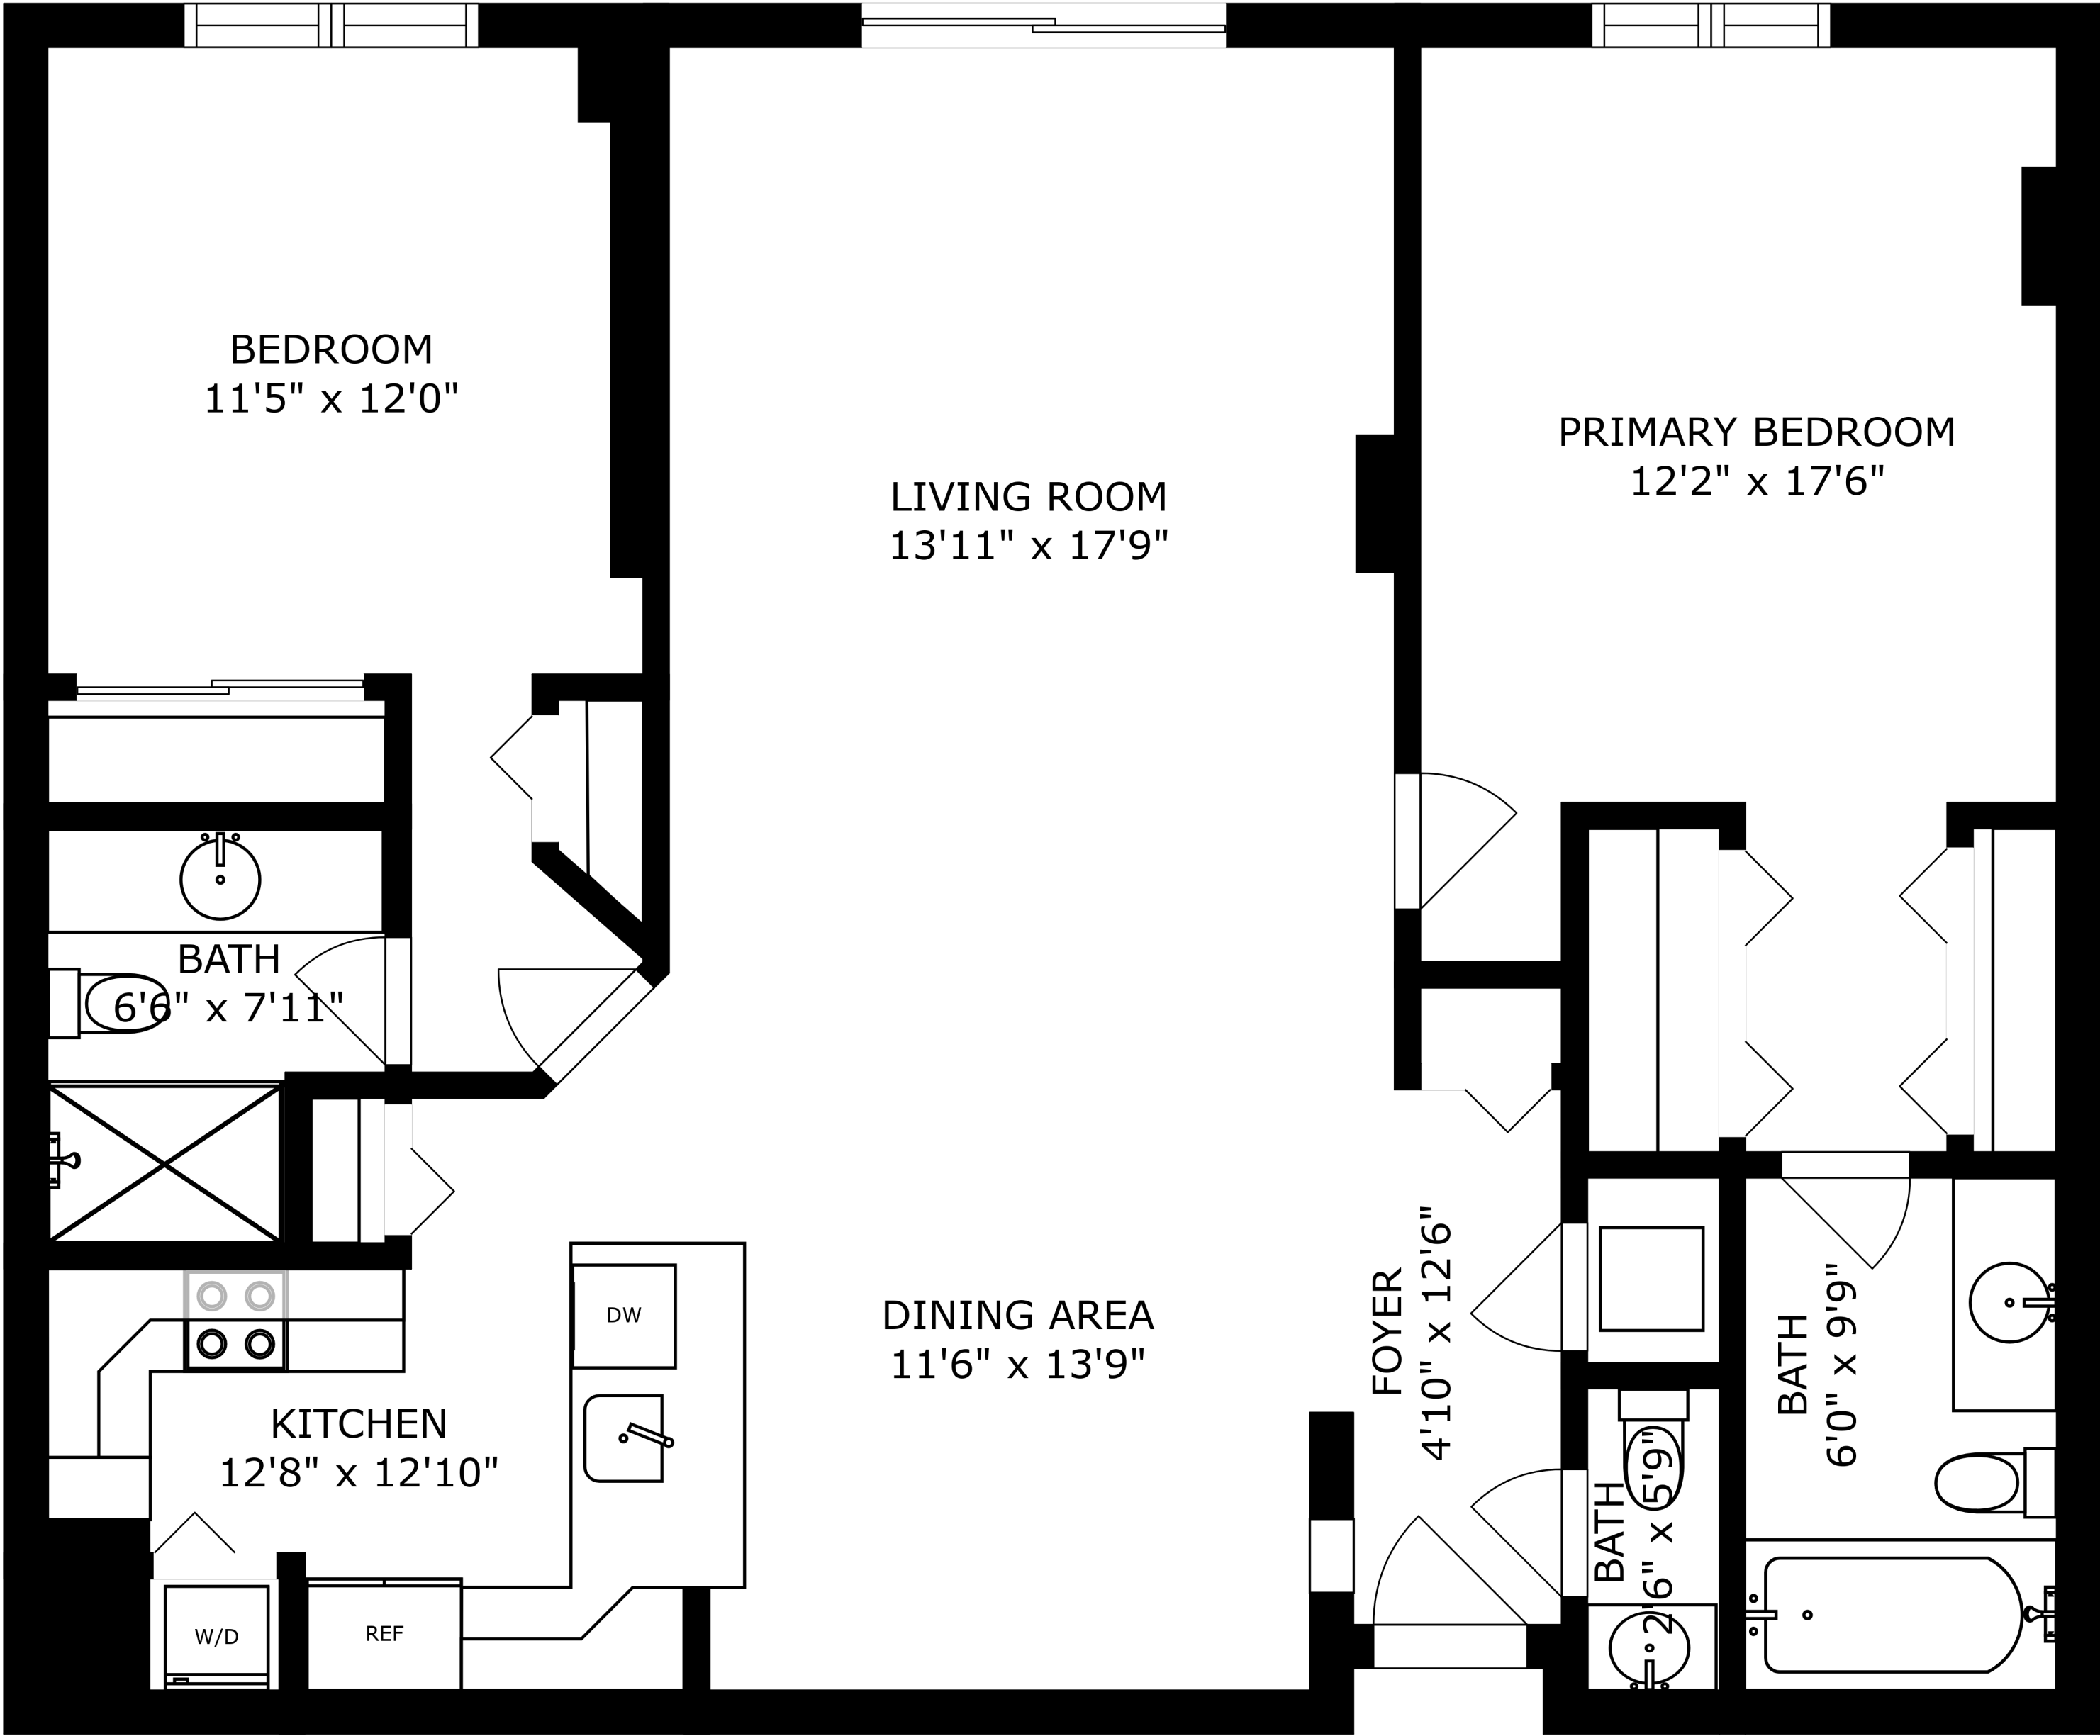 BEDROOM
11'5" x 12'0"
PRIMARY BEDROOM
12'2" x 17'6"
LIVING ROOM
13'11" x 17'9"
BATH
6'6" x 7'11"
DINING AREA
11'6" x 13'9"
FOYER
4'10" x 12'6"
BATH
6'0" x 9'9"
DW
KITCHEN
12'8" x 12'10"
BATH
2'6" x 5'9"
W/D
REF